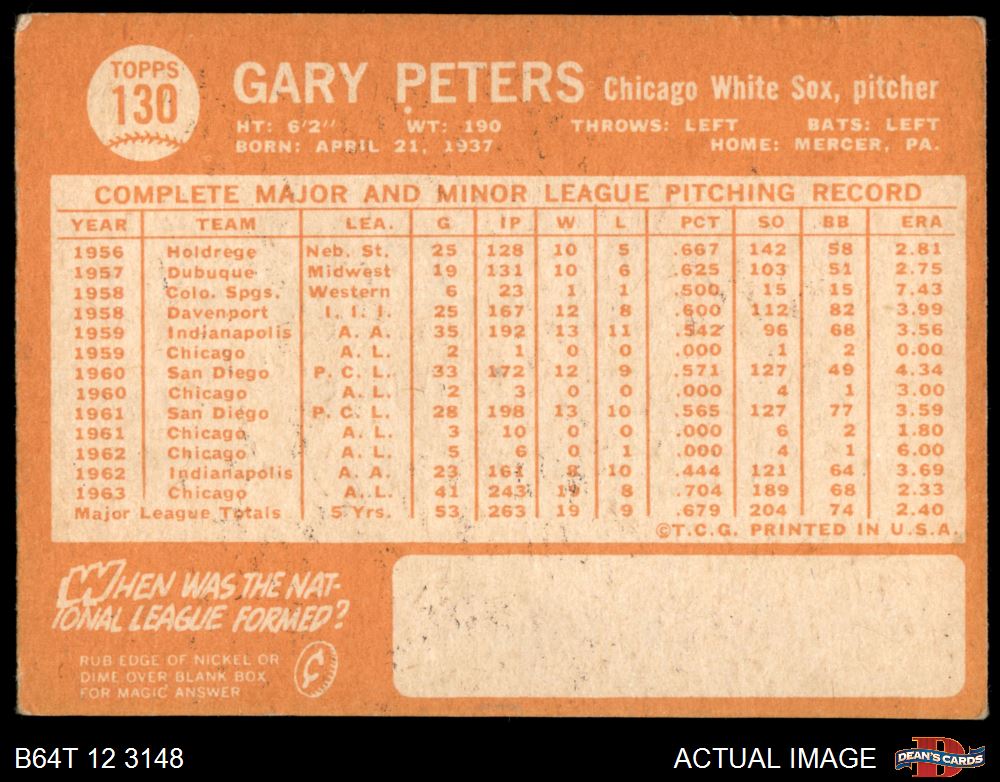 TOPPS
130
GARY PETERS Chicago White Sox, pitcher
HT: 6'2" WT: 190 THROWS: LEFT BATS: LEFT
BORN: APRIL 21, 1937 HOME: MERCER, PA.
COMPLETE MAJOR AND MINOR LEAGUE PITCHING RECORD
YEAR TEAM LEA. G IP W L PCT SO BB ERA
1956 Holdrege Neb. St. 25 128 10 5 .667 142 58 2.81
1957 Dubuque Midwest 19 131 10 6 .625 103 51 2.75
1958 Colo. Spgs. Western 6 23 1 1 .500 15 15 7.43
1958 Davenport I. I. I. 25 167 12 8 .600 112 82 3.99
1959 Indianapolis A. A. 35 192 13 11 .542 96 68 3.56
1959 Chicago A. L. 2 1 0 0 .000 1 2 0.00
1960 San Diego P. C. L. 33 172 12 9 .571 127 49 4.34
1960 Chicago A. L. 2 3 0 0 .000 4 1 3.00
1961 San Diego P. C. L. 28 198 13 10 .565 127 77 3.59
1961 Chicago A. L. 3 10 0 0 .000 6 2 1.80
1962 Chicago A. L. 5 6 0 1 .000 4 1 6.00
1962 Indianapolis A. A. 23 161 8 10 .444 121 64 3.69
1963 Chicago A. L. 41 243 19 8 .704 189 68 2.33
Major League Totals 5 Yrs. 53 263 19 9 .679 204 74 2.40
©T.C.G. PRINTED IN U.S.A.
WHEN WAS THE NAT-
IONAL LEAGUE FORMED?
RUB EDGE OF NICKEL OR
DIME OVER BLANK BOX
FOR MAGIC ANSWER
B64T 12 3148 ACTUAL IMAGE DEAN'S CARDS